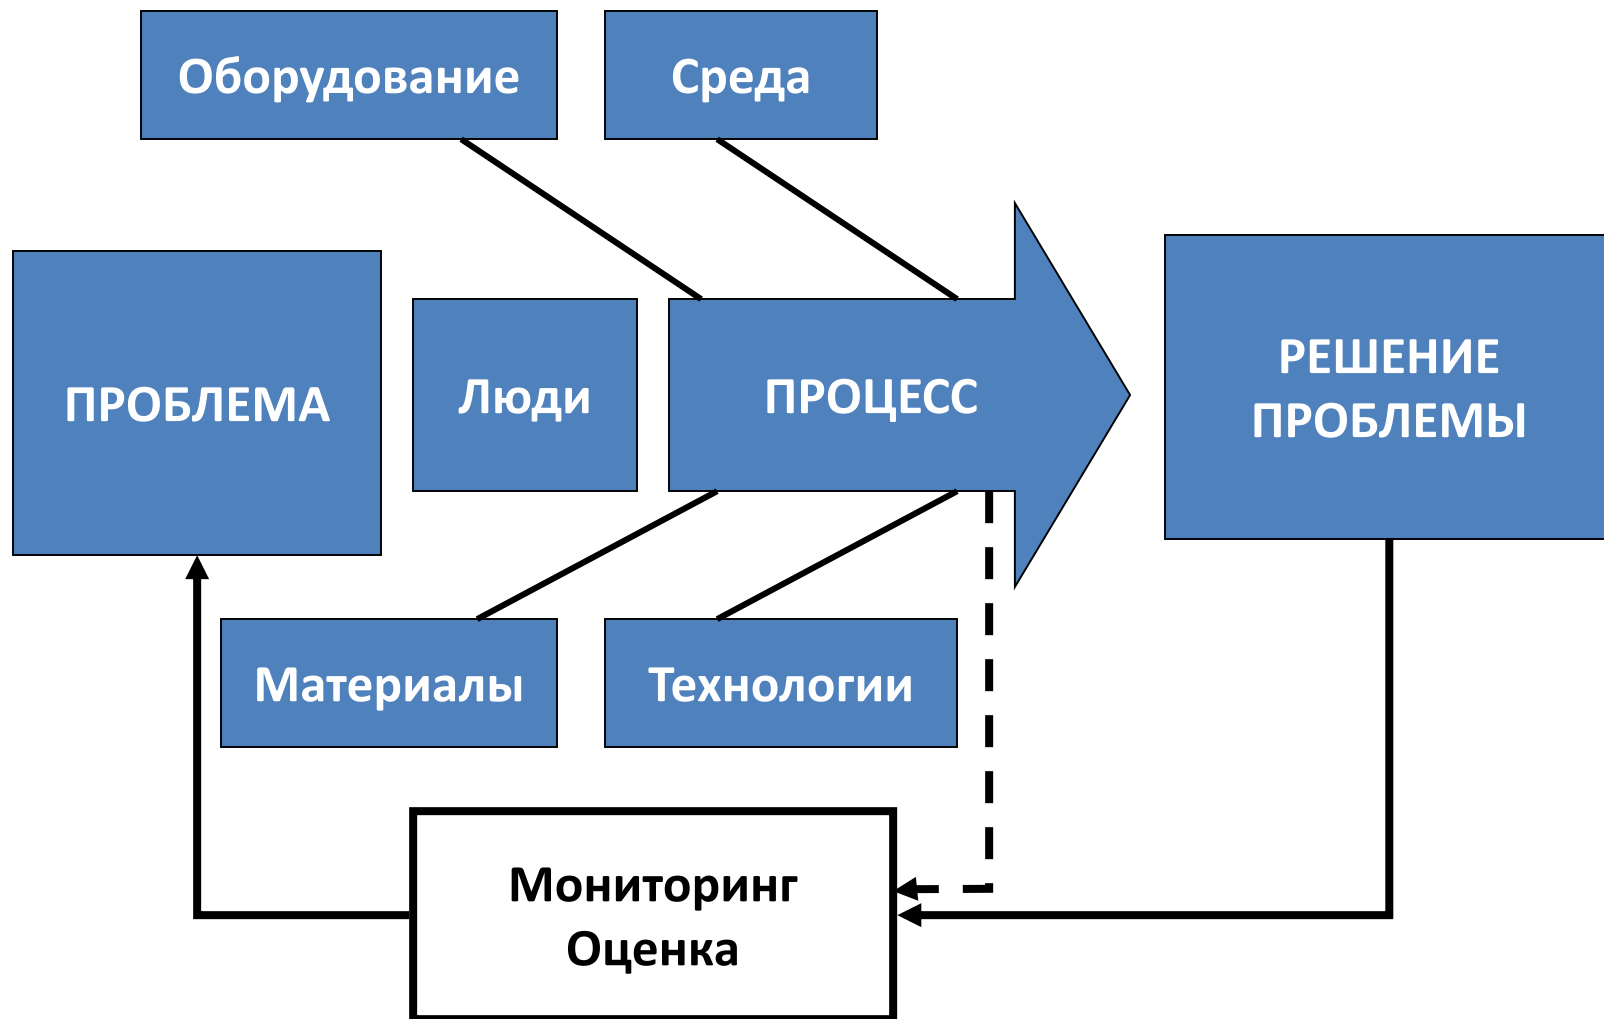 Оборудование
Среда
ПРОБЛЕМА
Люди
ПРОЦЕСС
РЕШЕНИЕ
ПРОБЛЕМЫ
Материалы
Технологии
Мониторинг
Оценка